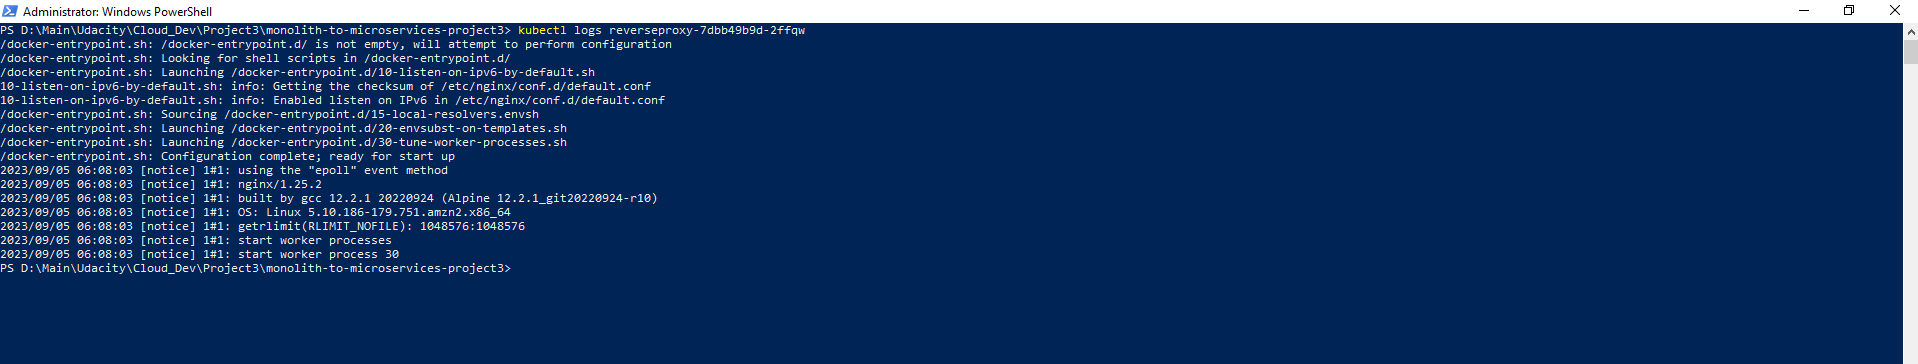 Administrator: Windows PowerShell
PS D:\Main\Udacity\Cloud_Dev\Project3\monolith-to-microservices-project3> kubectl logs reverseproxy-7dbb49b9d-2ffqw
/docker-entrypoint.sh: /docker-entrypoint.d/ is not empty, will attempt to perform configuration
/docker-entrypoint.sh: Looking for shell scripts in /docker-entrypoint.d/
/docker-entrypoint.sh: Launching /docker-entrypoint.d/10-listen-on-ipv6-by-default.sh
10-listen-on-ipv6-by-default.sh: info: Getting the checksum of /etc/nginx/conf.d/default.conf
10-listen-on-ipv6-by-default.sh: info: Enabled listen on IPv6 in /etc/nginx/conf.d/default.conf
/docker-entrypoint.sh: Sourcing /docker-entrypoint.d/15-local-resolvers.envsh
/docker-entrypoint.sh: Launching /docker-entrypoint.d/20-envsubst-on-templates.sh
/docker-entrypoint.sh: Launching /docker-entrypoint.d/30-tune-worker-processes.sh
/docker-entrypoint.sh: Configuration complete; ready for start up
2023/09/05 06:08:03 [notice] 1#1: using the "epoll" event method
2023/09/05 06:08:03 [notice] 1#1: nginx/1.25.2
2023/09/05 06:08:03 [notice] 1#1: built by gcc 12.2.1 20220924 (Alpine 12.2.1_git20220924-r10)
2023/09/05 06:08:03 [notice] 1#1: OS: Linux 5.10.186-179.751.amzn2.x86_64
2023/09/05 06:08:03 [notice] 1#1: getrlimit(RLIMIT_NOFILE): 1048576:1048576
2023/09/05 06:08:03 [notice] 1#1: start worker processes
2023/09/05 06:08:03 [notice] 1#1: start worker process 30
PS D:\Main\Udacity\Cloud_Dev\Project3\monolith-to-microservices-project3>